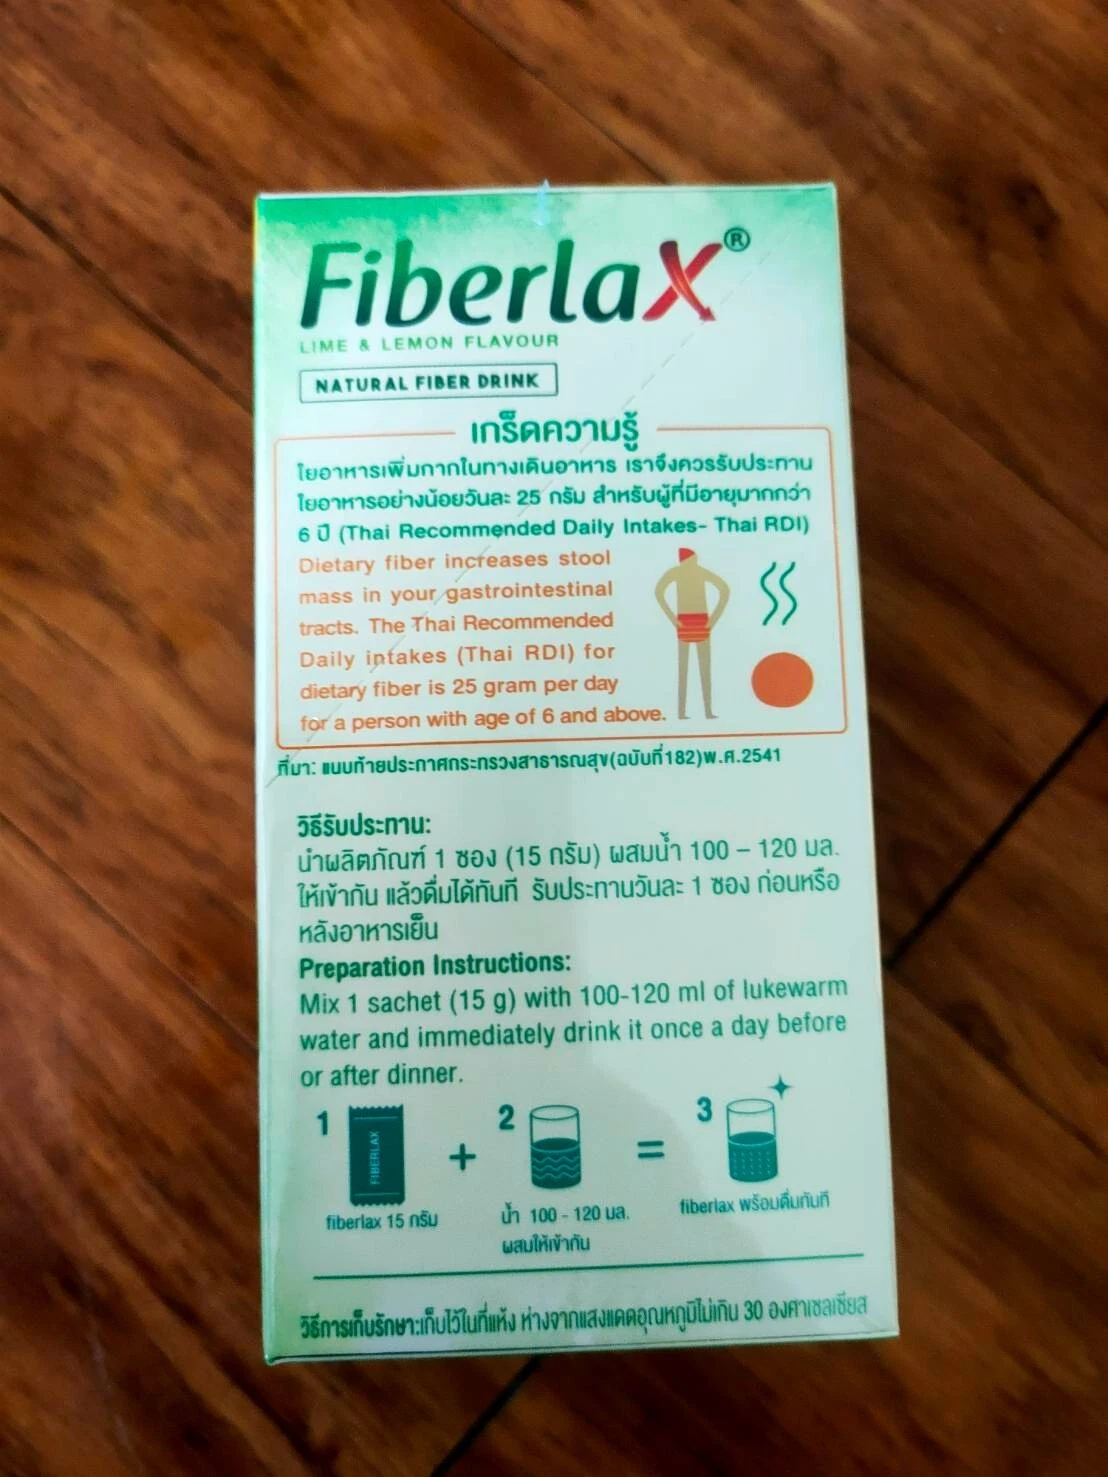 Fiberlax®
LIME & LEMON FLAVOUR
NATURAL FIBER DRINK
เกร็ดความรู้
ใยอาหารเพิ่มกากในทางเดินอาหาร เราจึงควรรับประทาน
ใยอาหารอย่างน้อยวันละ 25 กรัม สำหรับผู้ที่มีอายุมากกว่า
6 ปี (Thai Recommended Daily Intakes- Thai RDI)
Dietary fiber increases stool
mass in your gastrointestinal
tracts. The Thai Recommended
Daily intakes (Thai RDI) for
dietary fiber is 25 gram per day
for a person with age of 6 and above.
ที่มา: แบบท้ายประกาศกระทรวงสาธารณสุข(ฉบับที่182)พ.ศ.2541
วิธีรับประทาน:
นำผลิตภัณฑ์ 1 ซอง (15 กรัม) ผสมน้ำ 100 – 120 มล.
ให้เข้ากัน แล้วดื่มได้ทันที รับประทานวันละ 1 ซอง ก่อนหรือ
หลังอาหารเย็น
Preparation Instructions:
Mix 1 sachet (15 g) with 100-120 ml of lukewarm
water and immediately drink it once a day before
or after dinner.
1 FIBERLAX + 2 = 3
fiberlax 15 กรัม น้ำ 100 - 120 มล. fiberlax พร้อมดื่มทันที
ผสมให้เข้ากัน
วิธีการเก็บรักษา:เก็บไว้ในที่แห้ง ห่างจากแสงแดดอุณหภูมิไม่เกิน 30 องศาเซลเซียส